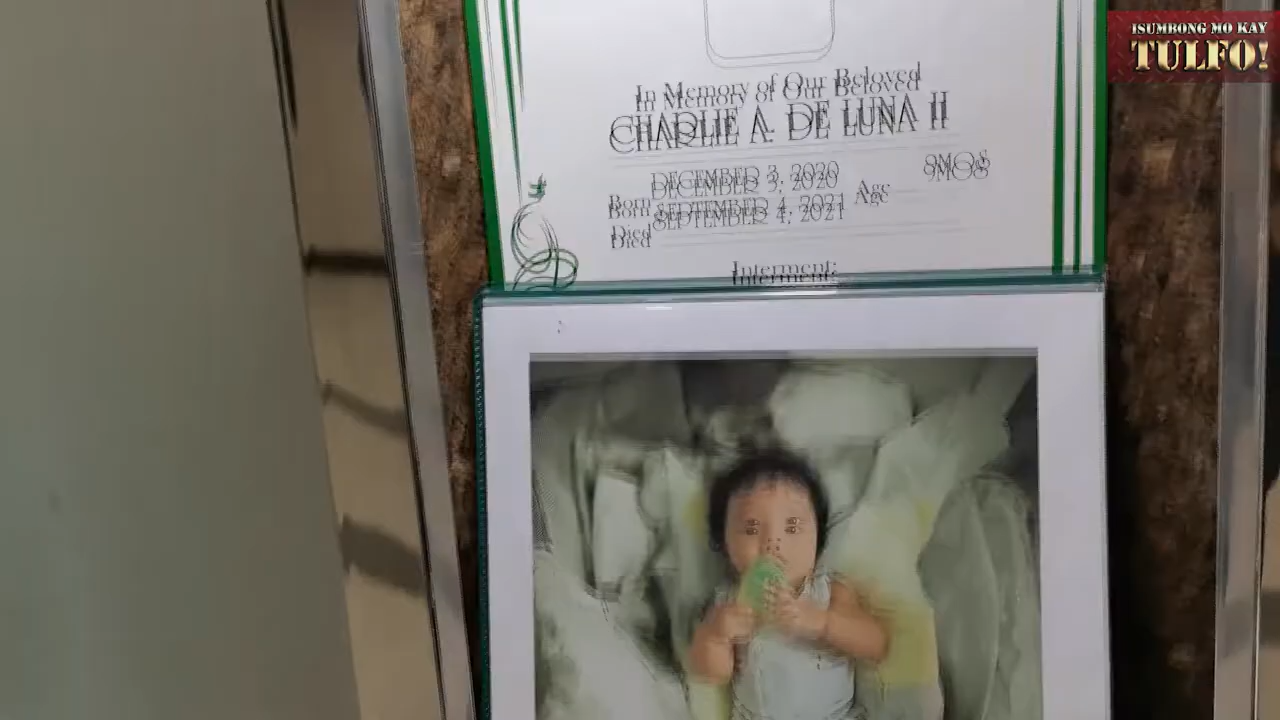 ISUMBONG MO KAY
TULFO!
In Memory of Our Beloved
CHARLIE A. DE LUNA II
DECEMBER 3, 2020 9MOS
Born SEPTEMBER 4, 2021 Age
Died
Interment: